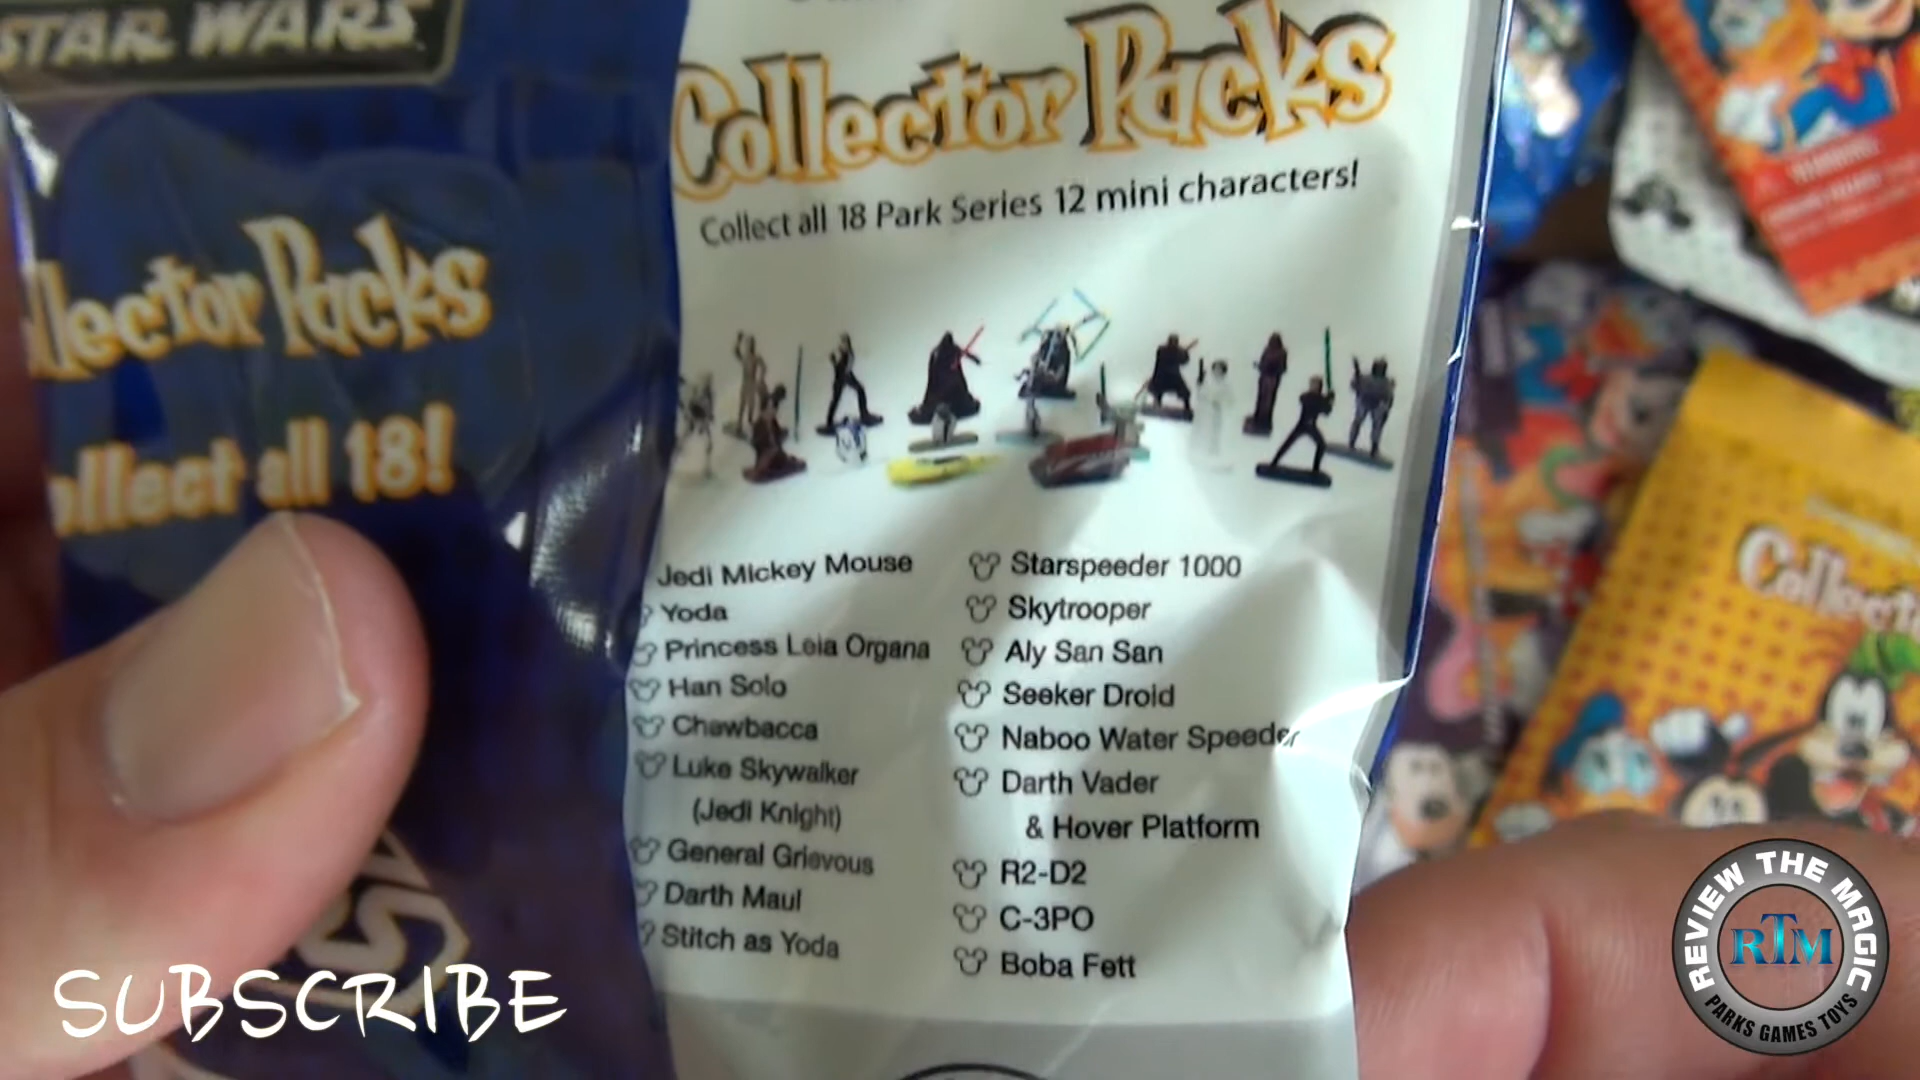 STAR WARS
Collector Packs
Collect all 18 Park Series 12 mini characters!
llector Packs
ollect all 18!
Jedi Mickey Mouse
Yoda
Princess Leia Organa
Han Solo
Chewbacca
Luke Skywalker
(Jedi Knight)
General Grievous
Darth Maul
Stitch as Yoda
Starspeeder 1000
Skytrooper
Aly San San
Seeker Droid
Naboo Water Speeder
Darth Vader
& Hover Platform
R2-D2
C-3PO
Boba Fett
WARNING:
Collect
SUBSCRIBE
REVIEW THE MAGIC
RTM
PARKS GAMES TOYS